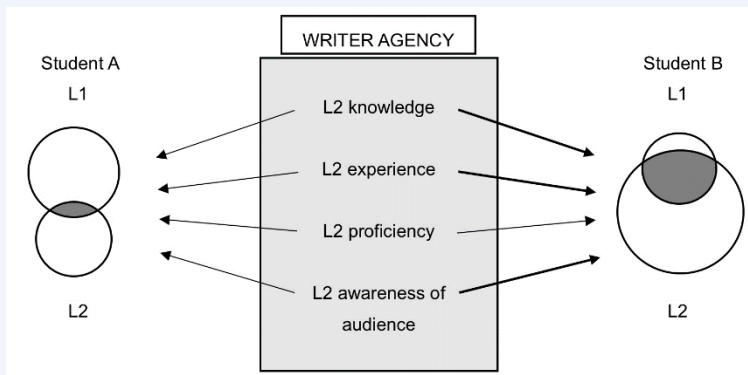 WRITER AGENCY
Student A
L1
L2
L2 knowledge
L2 experience
L2 proficiency
L2 awareness of
audience
Student B
L1
L2